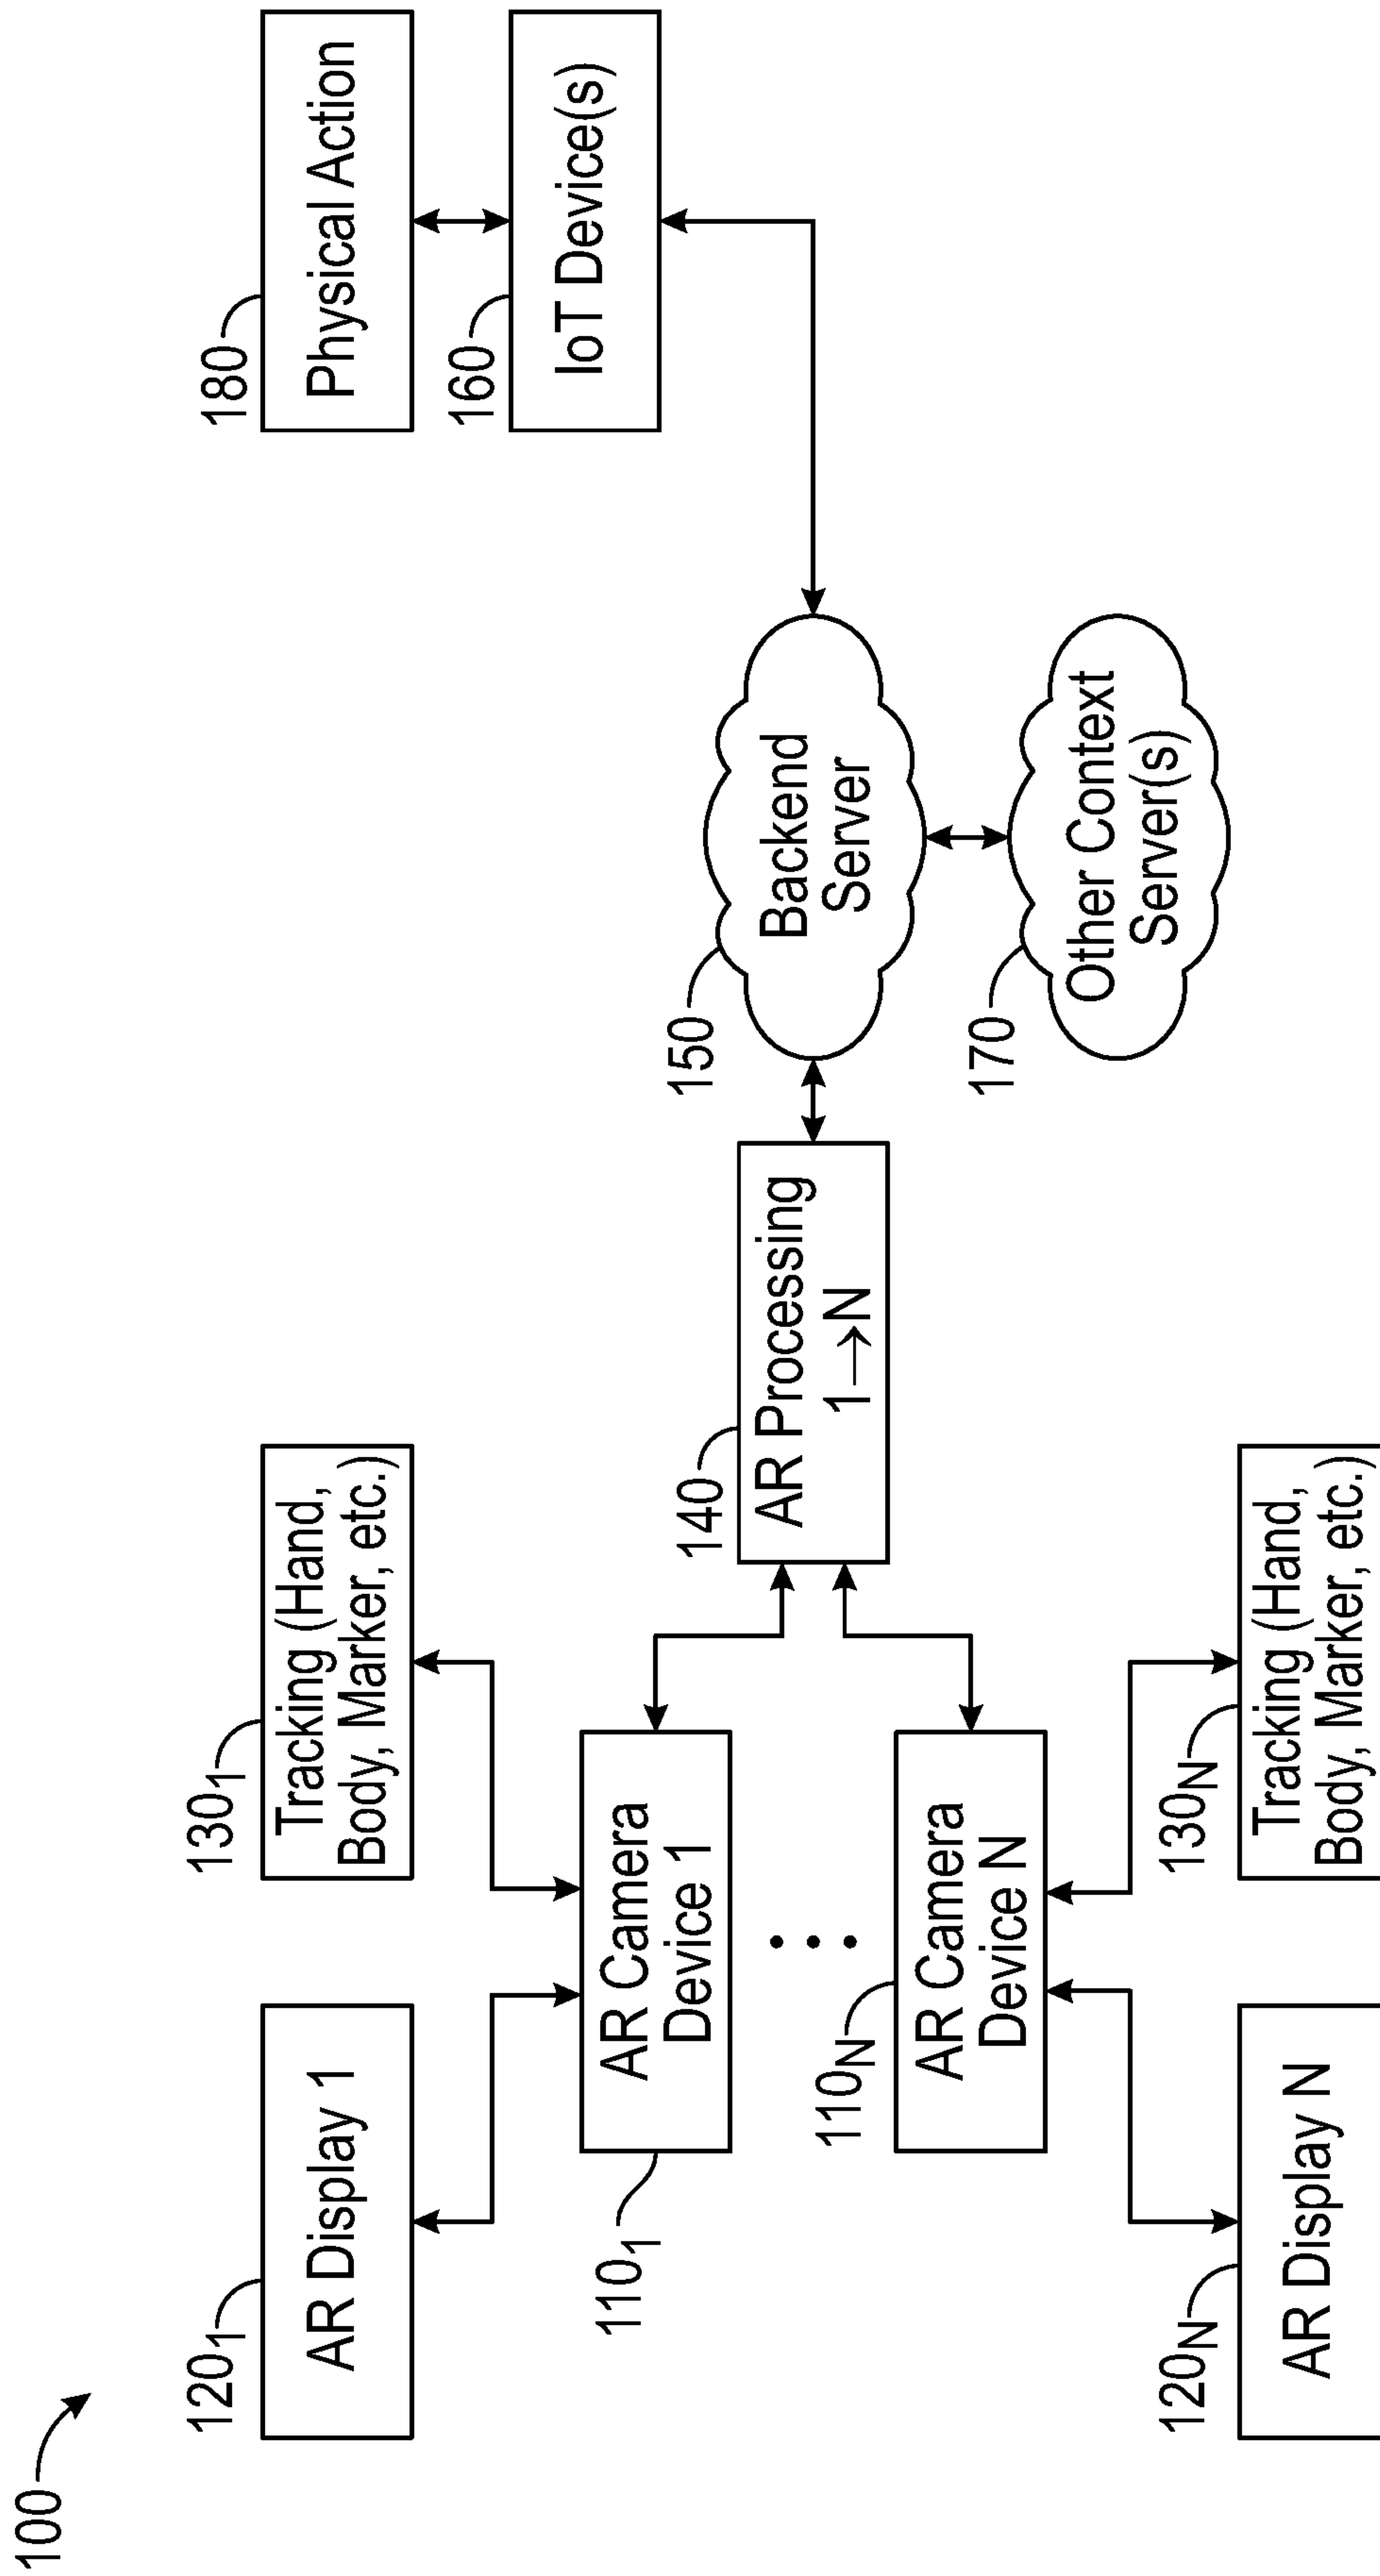 100
120₁
AR Display 1
130₁
Tracking (Hand,
Body, Marker, etc.)
180
Physical Action
160
IoT Device(s)
110₁
AR Camera
Device 1
140
AR Processing
1→N
150
Backend
Server
170
Other Context
Server(s)
110N
AR Camera
Device N
120N
AR Display N
130N
Tracking (Hand,
Body, Marker, etc.)